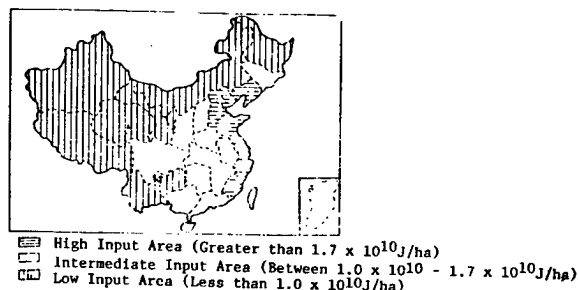 High Input Area (Greater than 1.7 x 10¹⁰J/ha)
Intermediate Input Area (Between 1.0 x 10¹⁰ - 1.7 x 10¹⁰J/ha)
Low Input Area (Less than 1.0 x 10¹⁰J/ha)